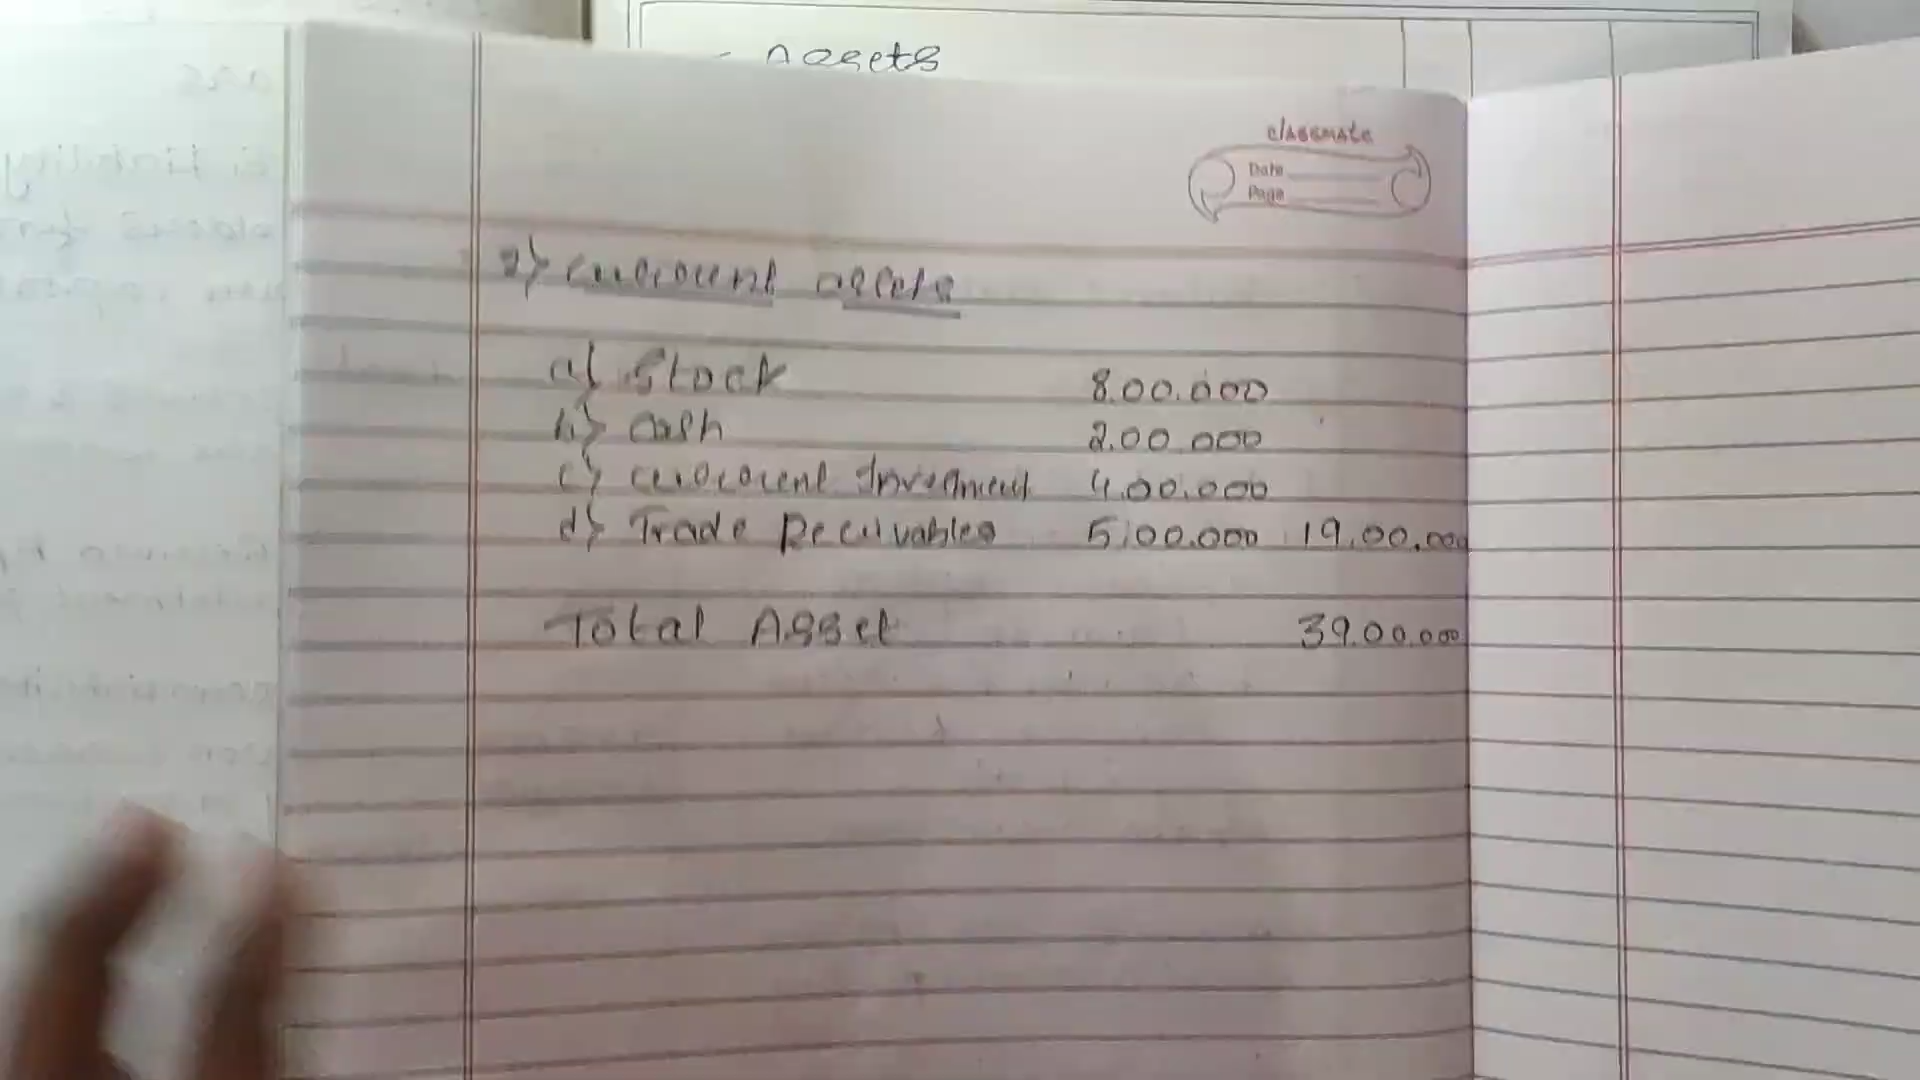 Assets
classmate
Date
Page
2) current assets
a) Stock 8,00,000
b) cash 2,00,000
c) current Investment 4,00,000
d) Trade Receivables 5,00,000 19,00,000
Total Asset 39,00,000